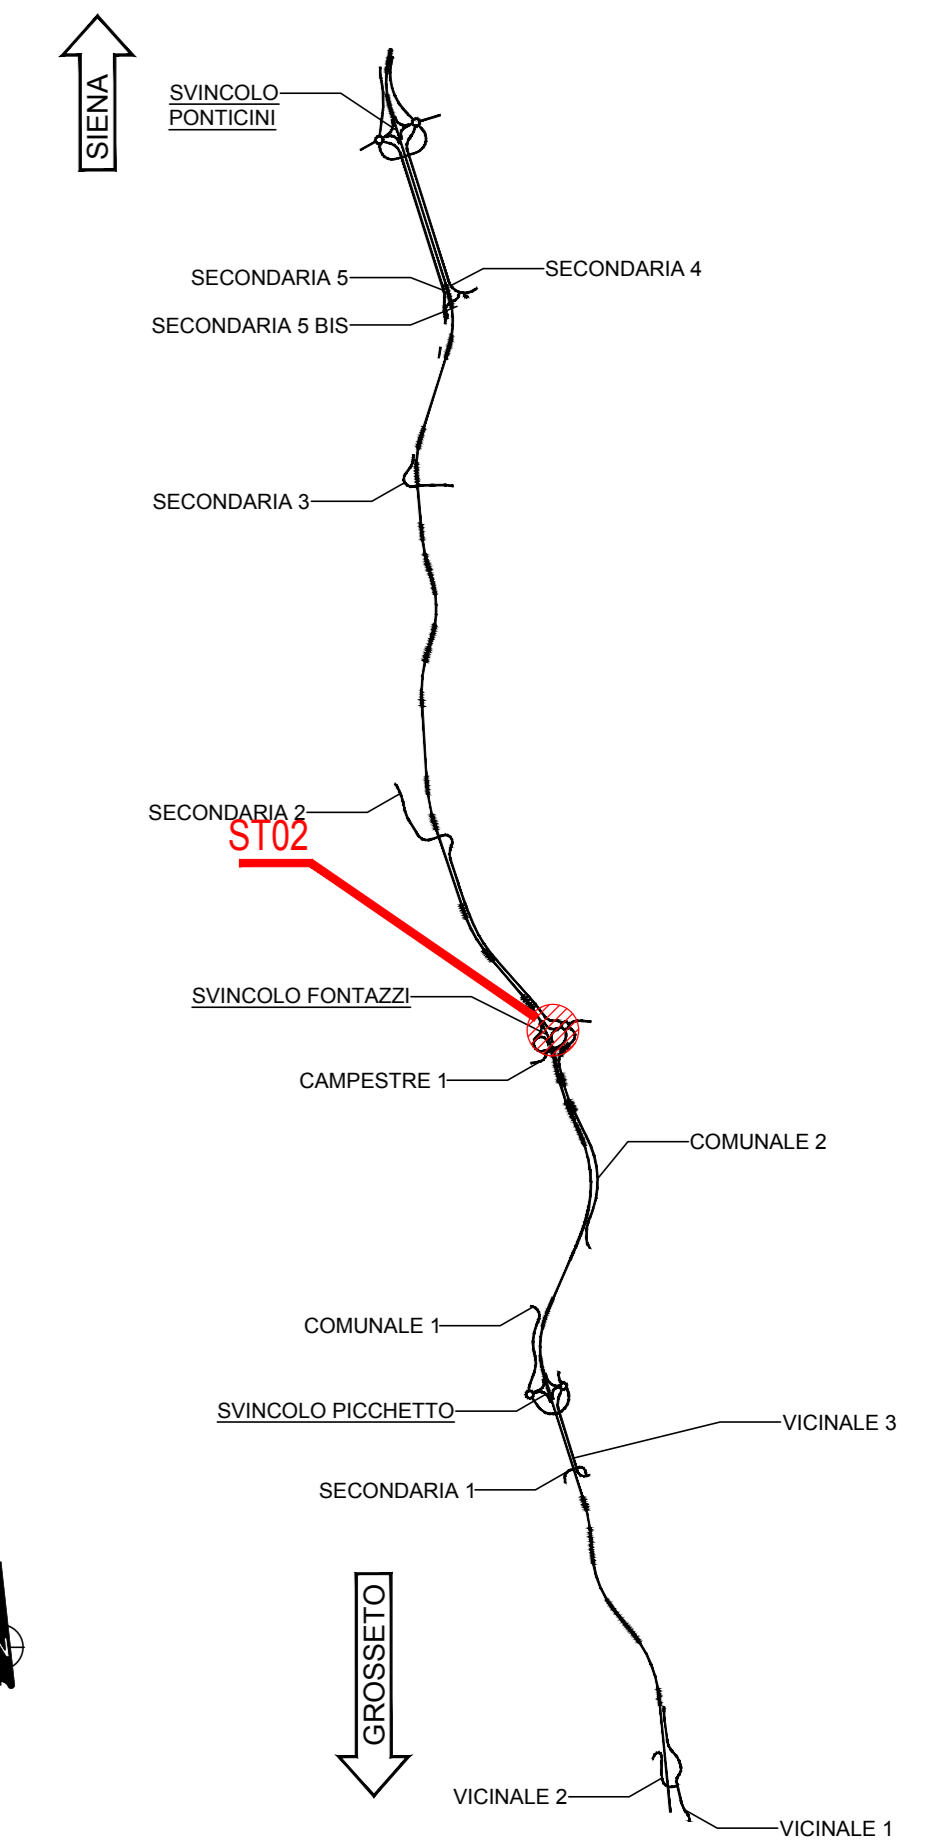 SIENA
SVINCOLO
PONTICINI
SECONDARIA 4
SECONDARIA 5
SECONDARIA 5 BIS
SECONDARIA 3
SECONDARIA 2
ST02
SVINCOLO FONTAZZI
CAMPESTRE 1
COMUNALE 2
COMUNALE 1
SVINCOLO PICCHETTO
VICINALE 3
SECONDARIA 1
GROSSETO
VICINALE 2
VICINALE 1